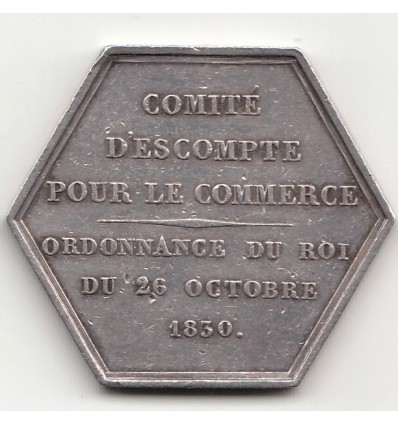 COMITÉ
D'ESCOMPTE
POUR LE COMMERCE
ORDONNANCE DU ROI
DU 26 OCTOBRE
1830.